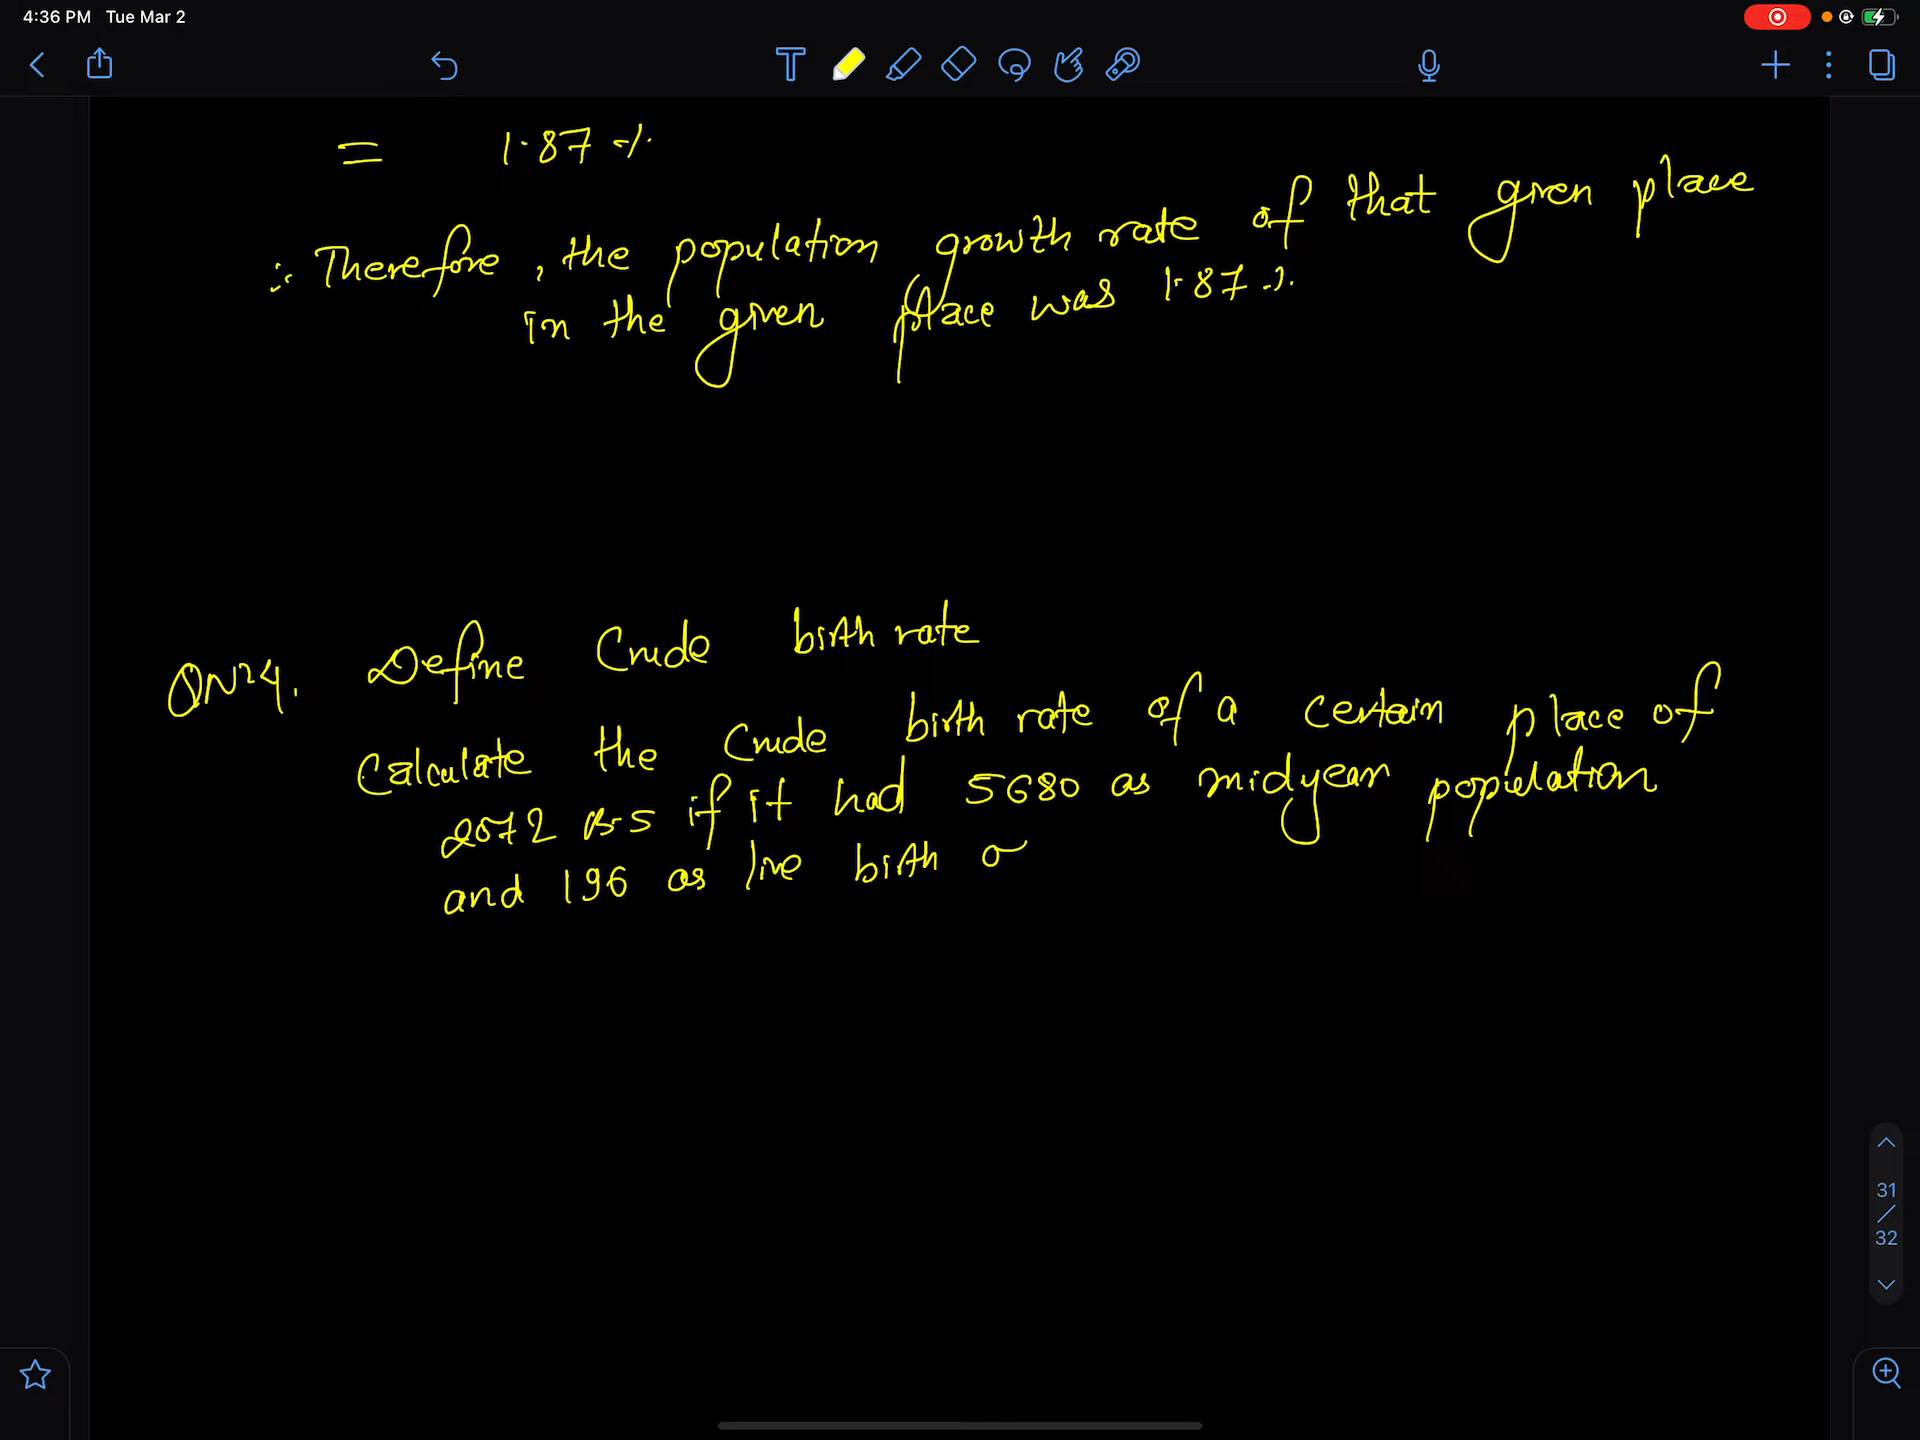 4:36 PM Tue Mar 2
= 1.87 %
∴ Therefore, the population growth rate of that given place
in the given place was 1.87 %.
QN24. Define Crude birth rate
Calculate the Crude birth rate of a certain place of
2072 B.S if it had 5680 as midyear population
and 196 as live birth o
31
/
32